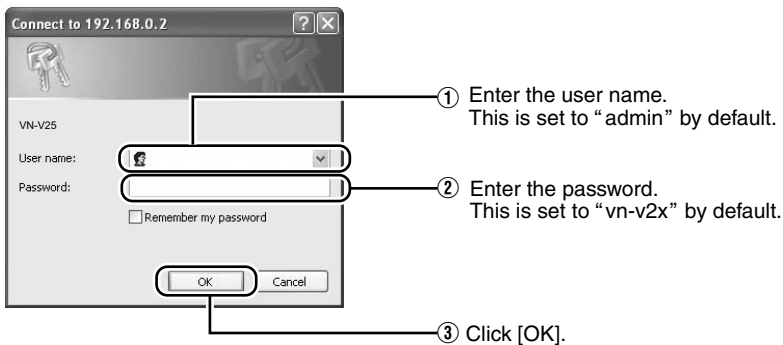 Connect to 192.168.0.2
VN-V25
User name:
Password:
Remember my password
OK
Cancel
① Enter the user name.
This is set to “admin” by default.
② Enter the password.
This is set to “vn-v2x” by default.
③ Click [OK].